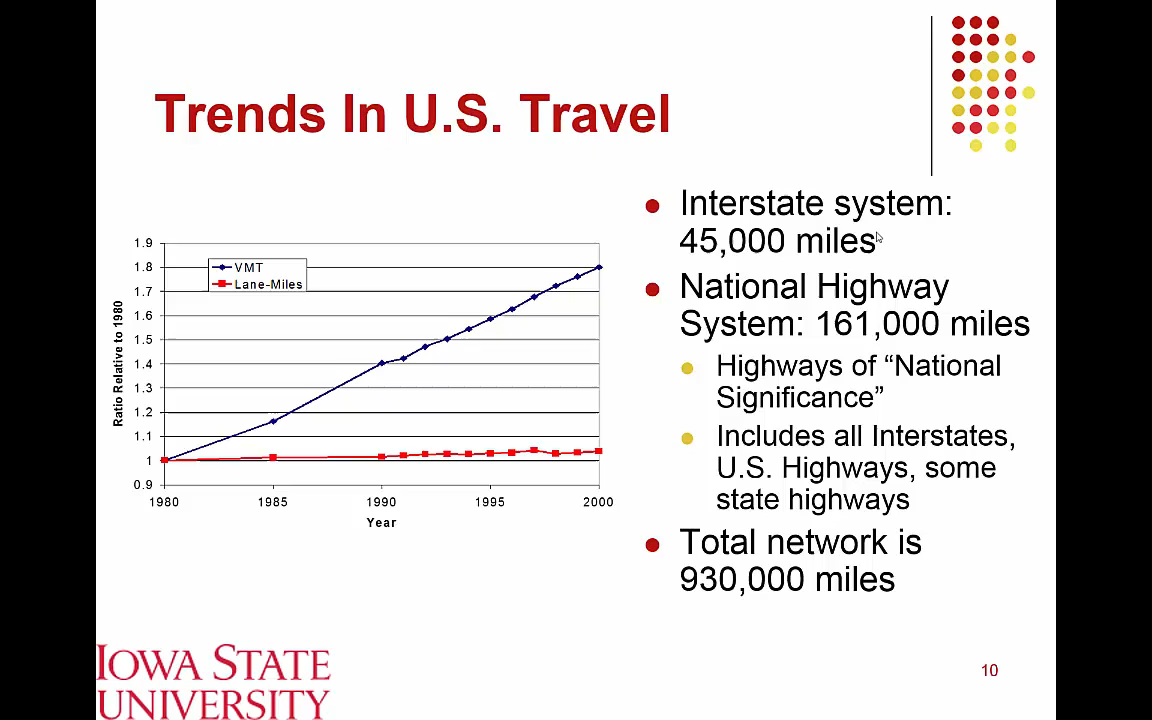 Trends In U.S. Travel
1.9
1.8
1.7
1.6
1.5
1.4
1.3
1.2
1.1
1
0.9
Ratio Relative to 1980
VMT
Lane-Miles
1980 1985 1990 1995 2000
Year
Interstate system:
45,000 miles
National Highway
System: 161,000 miles
Highways of “National
Significance”
Includes all Interstates,
U.S. Highways, some
state highways
Total network is
930,000 miles
IOWA STATE
UNIVERSITY
10